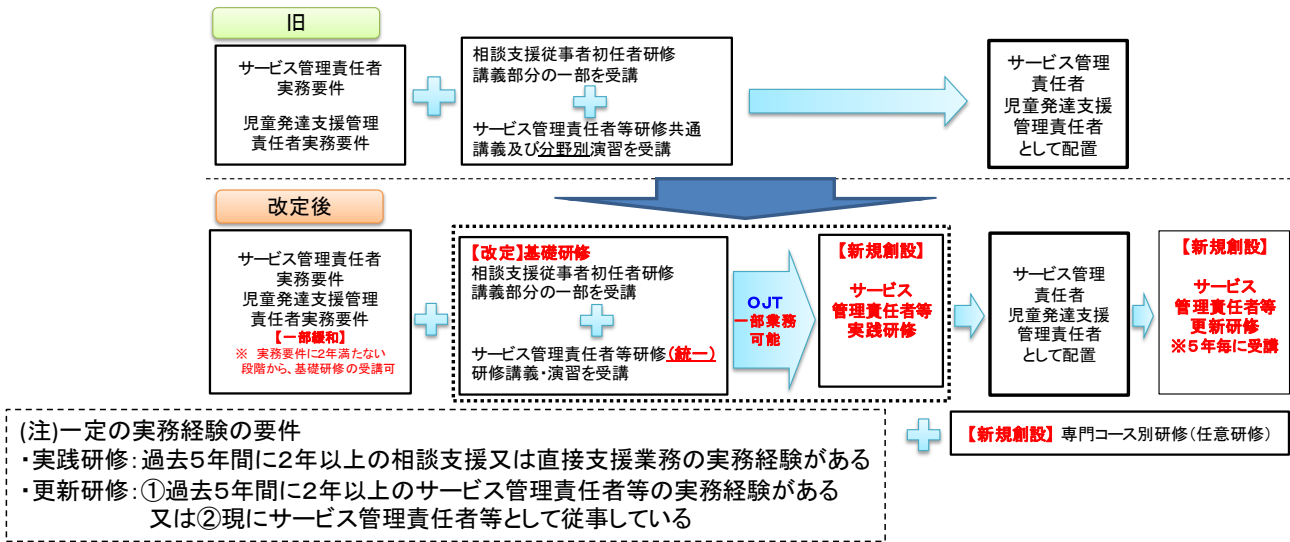 旧
サービス管理責任者
実務要件
児童発達支援管理
責任者実務要件
相談支援従事者初任者研修
講義部分の一部を受講
サービス管理責任者等研修共通
講義及び分野別演習を受講
サービス管理
責任者
児童発達支援
管理責任者
として配置
改定後
サービス管理責任者
実務要件
児童発達支援管理
責任者実務要件
【一部緩和】
※ 実務要件に2年満たない
段階から、基礎研修の受講可
【改定】基礎研修
相談支援従事者初任者研修
講義部分の一部を受講
サービス管理責任者等研修(統一)
研修講義・演習を受講
OJT
一部業務
可能
【新規創設】
サービス
管理責任者等
実践研修
サービス管理
責任者
児童発達支援
管理責任者
として配置
【新規創設】
サービス
管理責任者等
更新研修
※5年毎に受講
(注)一定の実務経験の要件
・実践研修：過去5年間に2年以上の相談支援又は直接支援業務の実務経験がある
・更新研修：①過去5年間に2年以上のサービス管理責任者等の実務経験がある
又は②現にサービス管理責任者等として従事している
【新規創設】専門コース別研修（任意研修）